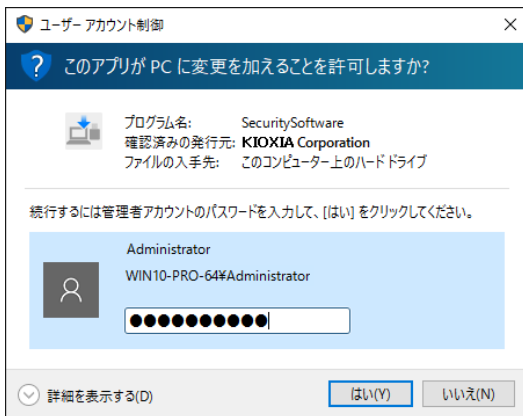 ユーザー アカウント制御
このアプリが PC に変更を加えることを許可しますか?
プログラム名: SecuritySoftware
確認済みの発行元: KIOXIA Corporation
ファイルの入手先: このコンピューター上のハード ドライブ
続行するには管理者アカウントのパスワードを入力して、[はい] をクリックしてください。
Administrator
WIN10-PRO-64¥Administrator
●●●●●●●●●●
詳細を表示する(D)
はい(Y)
いいえ(N)